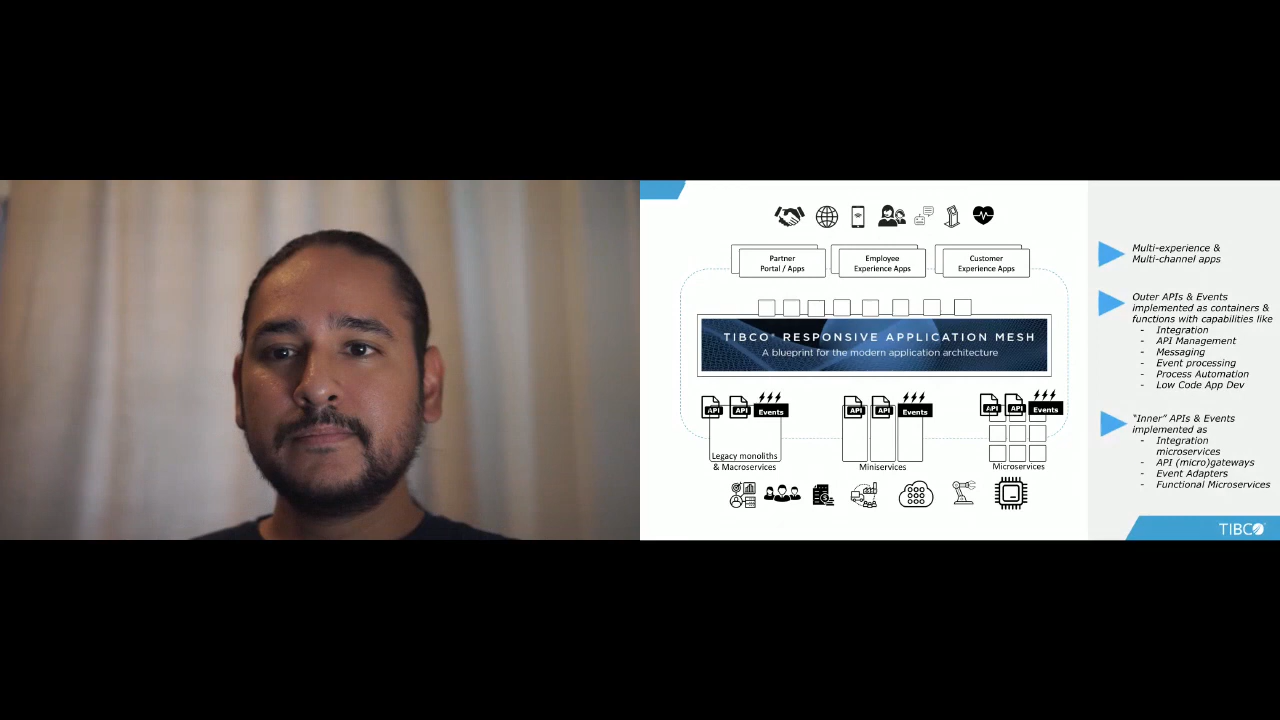 Partner
Portal / Apps
Employee
Experience Apps
Customer
Experience Apps
TIBCO® RESPONSIVE APPLICATION MESH
A blueprint for the modern application architecture
API
API
Events
API
API
Events
API
API
Events
Legacy monoliths
& Macroservices
Miniservices
Microservices
Multi-experience &
Multi-channel apps
Outer APIs & Events
implemented as containers &
functions with capabilities like
- Integration
- API Management
- Messaging
- Event processing
- Process Automation
- Low Code App Dev
“Inner” APIs & Events
implemented as
- Integration
microservices
- API (micro)gateways
- Event Adapters
- Functional Microservices
TIBCO